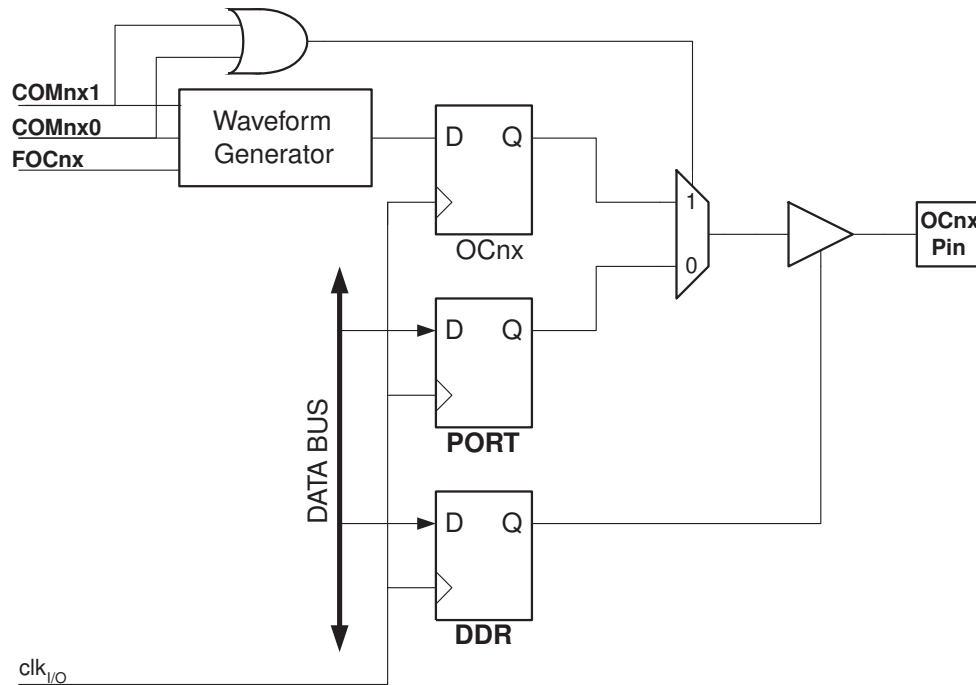 COMnx1
COMnx0
FOCnx
Waveform
Generator
D Q
OCnx
1
0
OCnx
Pin
D Q
PORT
DATA BUS
D Q
DDR
clkI/O